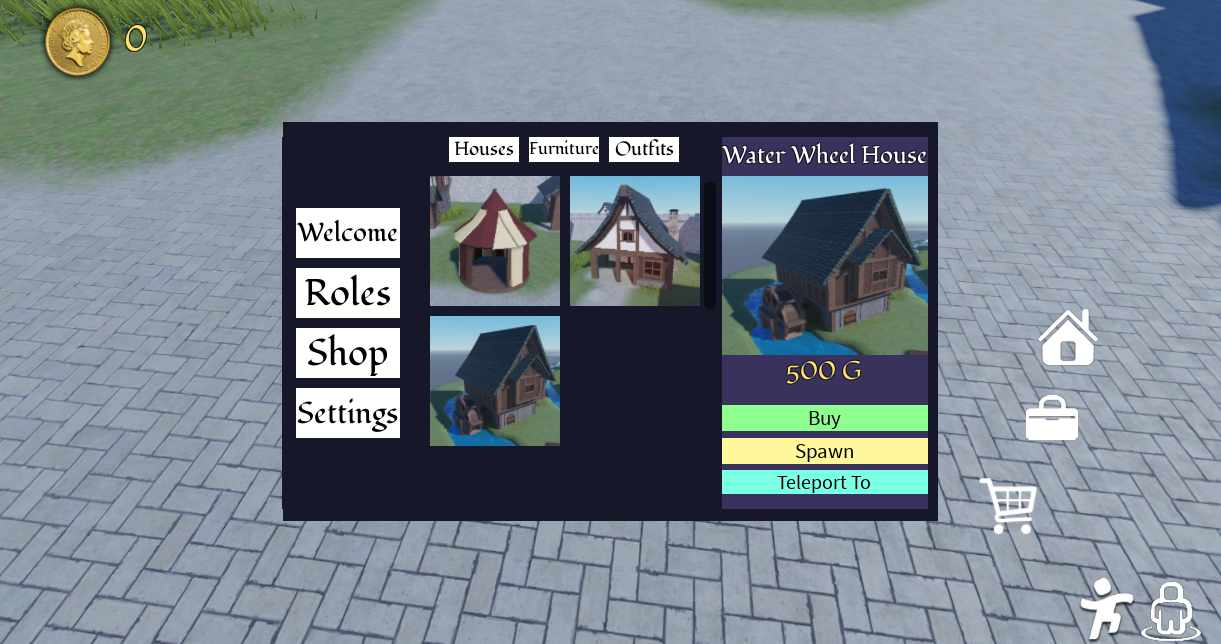 0
Houses
Furniture
Outfits
Water Wheel House
Welcome
Roles
Shop
Settings
500 G
Buy
Spawn
Teleport To